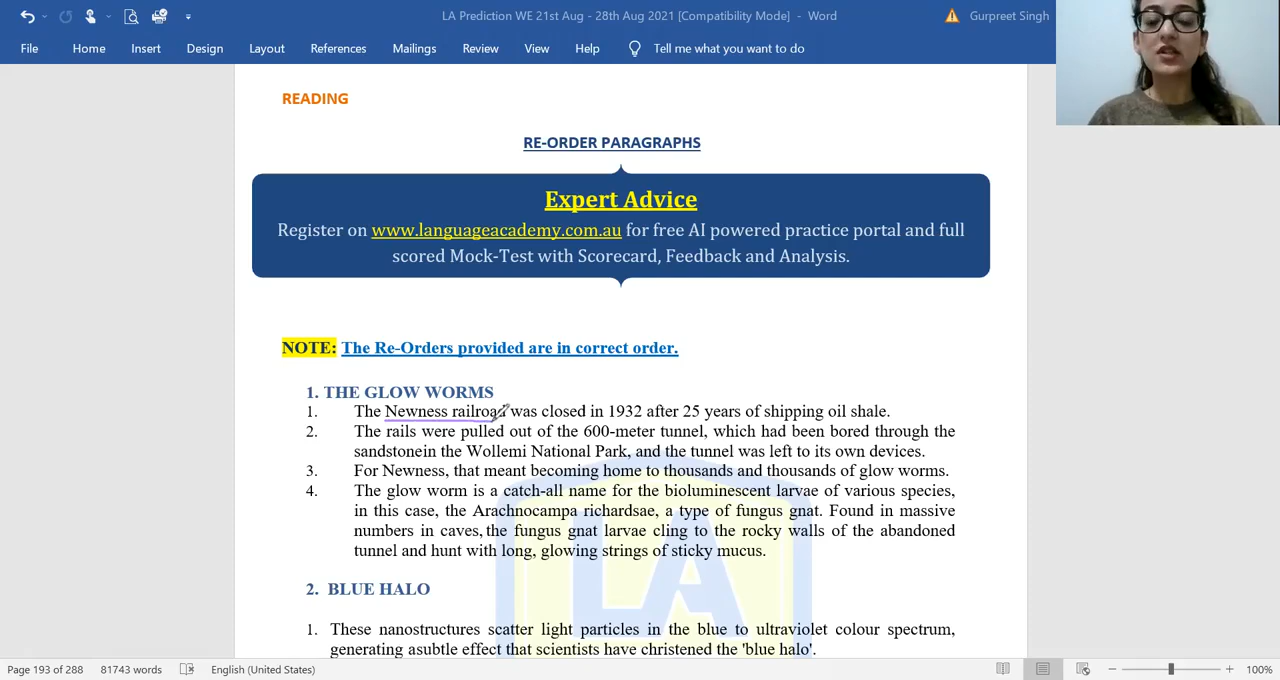 LA Prediction WE 21st Aug - 28th Aug 2021 [Compatibility Mode] - Word
Gurpreet Singh
File Home Insert Design Layout References Mailings Review View Help Tell me what you want to do
READING
RE-ORDER PARAGRAPHS
Expert Advice
Register on www.languageacademy.com.au for free AI powered practice portal and full
scored Mock-Test with Scorecard, Feedback and Analysis.
NOTE: The Re-Orders provided are in correct order.
1. THE GLOW WORMS
1. The Newness railroad was closed in 1932 after 25 years of shipping oil shale.
2. The rails were pulled out of the 600-meter tunnel, which had been bored through the
sandstonein the Wollemi National Park, and the tunnel was left to its own devices.
3. For Newness, that meant becoming home to thousands and thousands of glow worms.
4. The glow worm is a catch-all name for the bioluminescent larvae of various species,
in this case, the Arachnocampa richardsae, a type of fungus gnat. Found in massive
numbers in caves, the fungus gnat larvae cling to the rocky walls of the abandoned
tunnel and hunt with long, glowing strings of sticky mucus.
LA
2. BLUE HALO
1. These nanostructures scatter light particles in the blue to ultraviolet colour spectrum,
generating asubtle effect that scientists have christened the 'blue halo'.
Page 193 of 288 81743 words English (United States) 100%